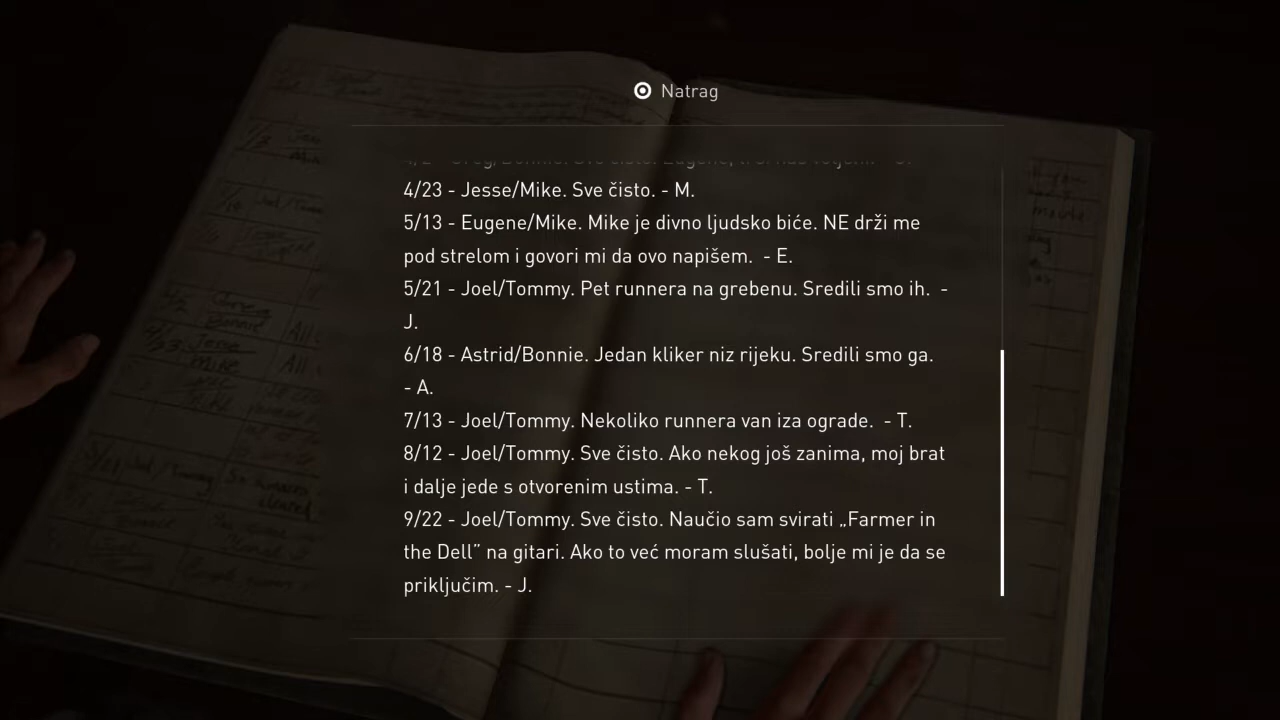 Natrag
4/23 - Jesse/Mike. Sve čisto. - M.
5/13 - Eugene/Mike. Mike je divno ljudsko biće. NE drži me
pod strelom i govori mi da ovo napišem.  - E.
5/21 - Joel/Tommy. Pet runnera na grebenu. Sredili smo ih.  -
J.
6/18 - Astrid/Bonnie. Jedan kliker niz rijeku. Sredili smo ga.
- A.
7/13 - Joel/Tommy. Nekoliko runnera van iza ograde.  - T.
8/12 - Joel/Tommy. Sve čisto. Ako nekog još zanima, moj brat
i dalje jede s otvorenim ustima. - T.
9/22 - Joel/Tommy. Sve čisto. Naučio sam svirati „Farmer in
the Dell” na gitari. Ako to već moram slušati, bolje mi je da se
priključim. - J.
Bonnie
Jesse
Mike